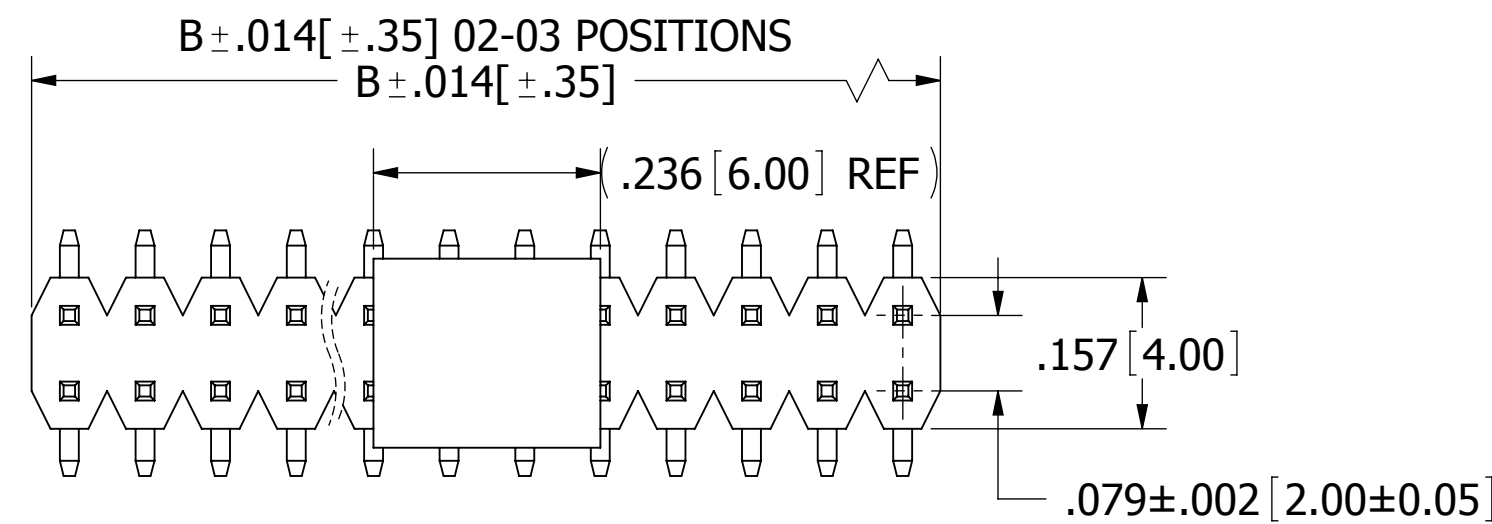 B±.014[±.35] 02-03 POSITIONS
B±.014[±.35]
(.236[6.00] REF)
.157[4.00]
.079±.002[2.00±0.05]